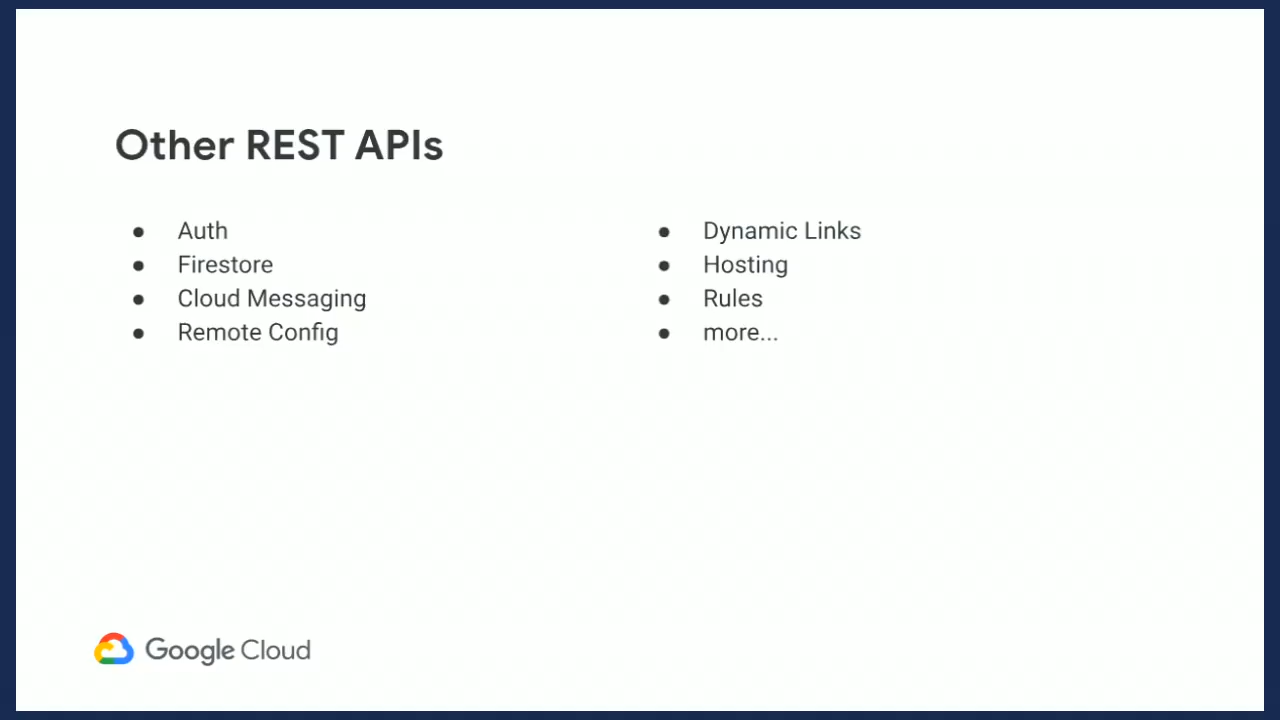 Other REST APIs
● Auth
● Firestore
● Cloud Messaging
● Remote Config
● Dynamic Links
● Hosting
● Rules
● more...
Google Cloud